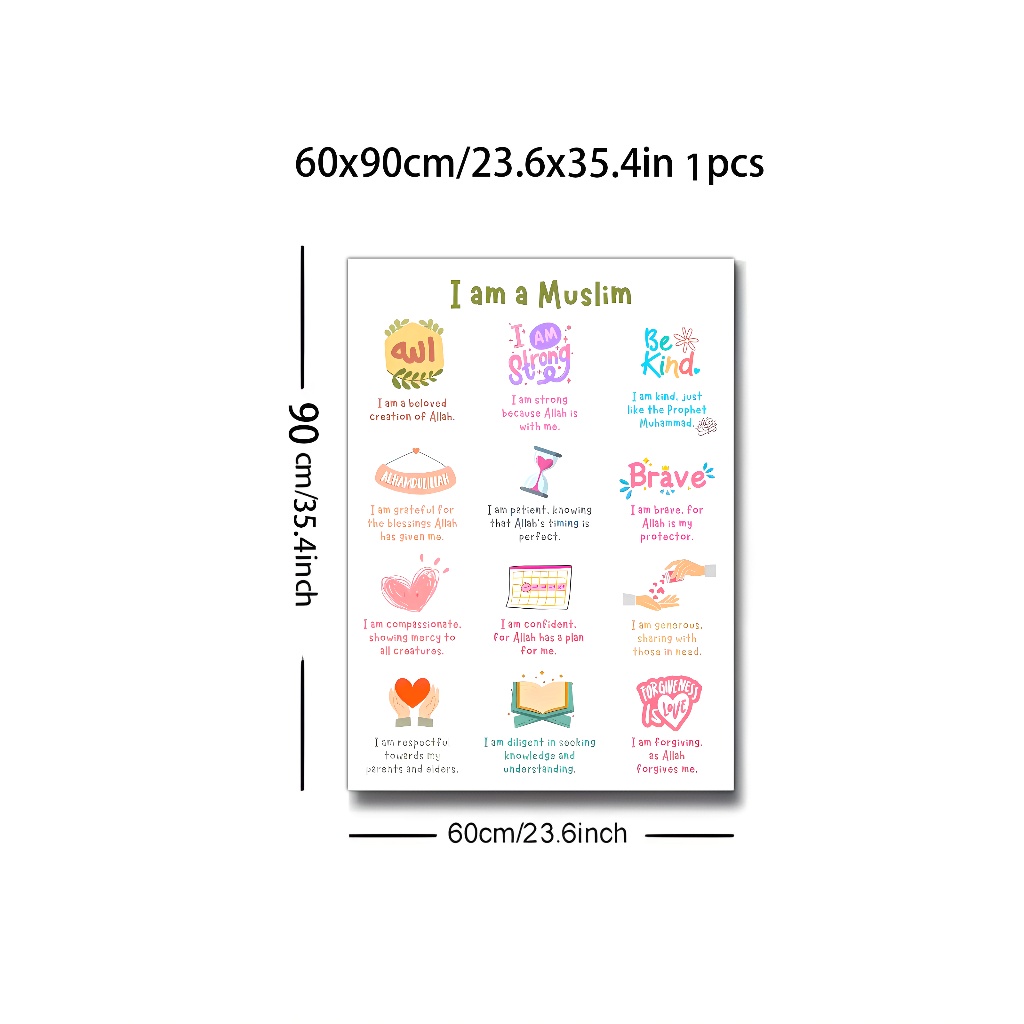 60x90cm/23.6x35.4in 1pcs
90 cm/35.4inch
I am a Muslim
الله
I am a beloved
creation of Allah.
I AM
Strong
I am strong
because Allah is
with me.
Be
Kind.
I am kind, just
like the Prophet
Muhammad.
ALHAMDULILLAH
I am grateful for
the blessings Allah
has given me.
I am patient, knowing
that Allah's timing is
perfect.
Brave
I am brave, for
Allah is my
protector.
I am compassionate,
showing mercy to
all creatures.
I am confident,
for Allah has a plan
for me.
I am generous,
sharing with
those in need.
I am respectful
towards my
parents and elders.
I am diligent in seeking
knowledge and
understanding.
FORGIVENESS
IS LOVE
I am forgiving,
as Allah
forgives me.
60cm/23.6inch